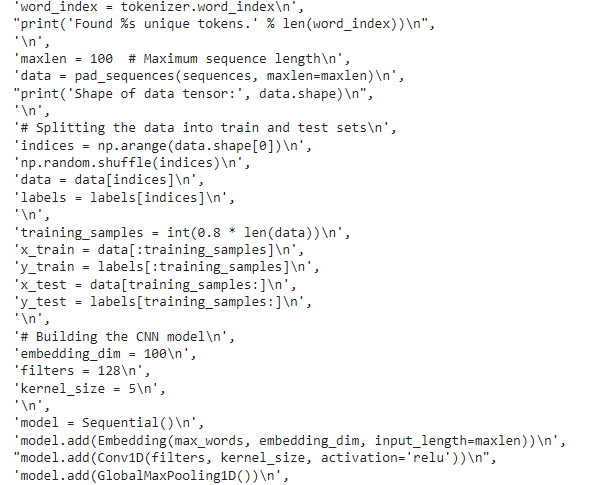 'word_index = tokenizer.word_index\n',
"print('Found %s unique tokens.' % len(word_index))\n",
'\n',
'maxlen = 100  # Maximum sequence length\n',
'data = pad_sequences(sequences, maxlen=maxlen)\n',
"print('Shape of data tensor:', data.shape)\n",
'\n',
'# Splitting the data into train and test sets\n',
'indices = np.arange(data.shape[0])\n',
'np.random.shuffle(indices)\n',
'data = data[indices]\n',
'labels = labels[indices]\n',
'\n',
'training_samples = int(0.8 * len(data))\n',
'x_train = data[:training_samples]\n',
'y_train = labels[:training_samples]\n',
'x_test = data[training_samples:]\n',
'y_test = labels[training_samples:]\n',
'\n',
'# Building the CNN model\n',
'embedding_dim = 100\n',
'filters = 128\n',
'kernel_size = 5\n',
'\n',
'model = Sequential()\n',
'model.add(Embedding(max_words, embedding_dim, input_length=maxlen))\n',
"model.add(Conv1D(filters, kernel_size, activation='relu'))\n",
'model.add(GlobalMaxPooling1D())\n',